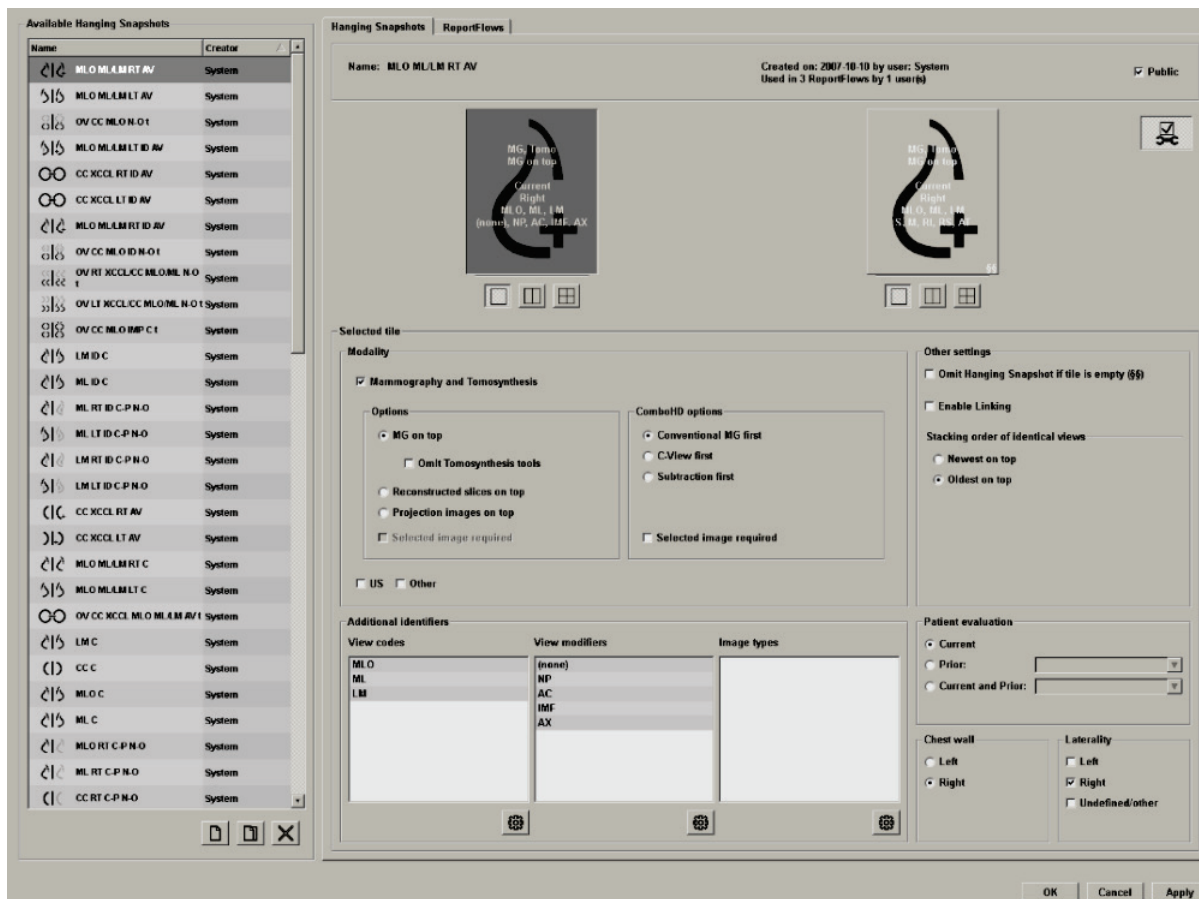 Available Hanging Snapshots
Name Creator
MLO ML/LM RT AV System
MLO ML/LM LT AV System
OV CC MLO N-O t System
MLO ML/LM LT ID AV System
CC XCCL RT ID AV System
CC XCCL LT ID AV System
MLO ML/LM RT ID AV System
OV CC MLO ID N-O t System
OV RT XCCL/CC MLO/ML N-O t System
OV LT XCCL/CC MLO/ML N-O t System
OV CC MLO IMP C t System
LM ID C System
ML ID C System
ML RT ID C-P N-O System
ML LT ID C-P N-O System
LM RT ID C-P N-O System
LM LT ID C-P N-O System
CC XCCL RT AV System
CC XCCL LT AV System
MLO ML/LM RT C System
MLO ML/LM LT C System
OV CC XCCL MLO ML/LM AV t System
LM C System
CC C System
MLO C System
ML C System
MLO RT C-P N-O System
ML RT C-P N-O System
CC RT C-P N-O System
Hanging Snapshots ReportFlows
Name: MLO ML/LM RT AV
Created on: 2007-10-10 by user: System
Used in 3 ReportFlows by 1 user(s)
Public
MG, Tomo
MG on top
Current
Right
MLO, ML, LM
(none), NP, AC, IMF, AX
MG, Tomo
MG on top
Current
Right
MLO, ML, LM
S, M, RL, RS, AT
§§
Selected tile
Modality
Mammography and Tomosynthesis
Options
MG on top
Omit Tomosynthesis tools
Reconstructed slices on top
Projection images on top
Selected image required
ComboHD options
Conventional MG first
C-View first
Subtraction first
Selected image required
US Other
Other settings
Omit Hanging Snapshot if tile is empty (§§)
Enable Linking
Stacking order of identical views
Newest on top
Oldest on top
Additional identifiers
View codes View modifiers Image types
MLO (none)
ML NP
LM AC
IMF
AX
Patient evaluation
Current
Prior:
Current and Prior:
Chest wall
Left
Right
Laterality
Left
Right
Undefined/other
OK Cancel Apply